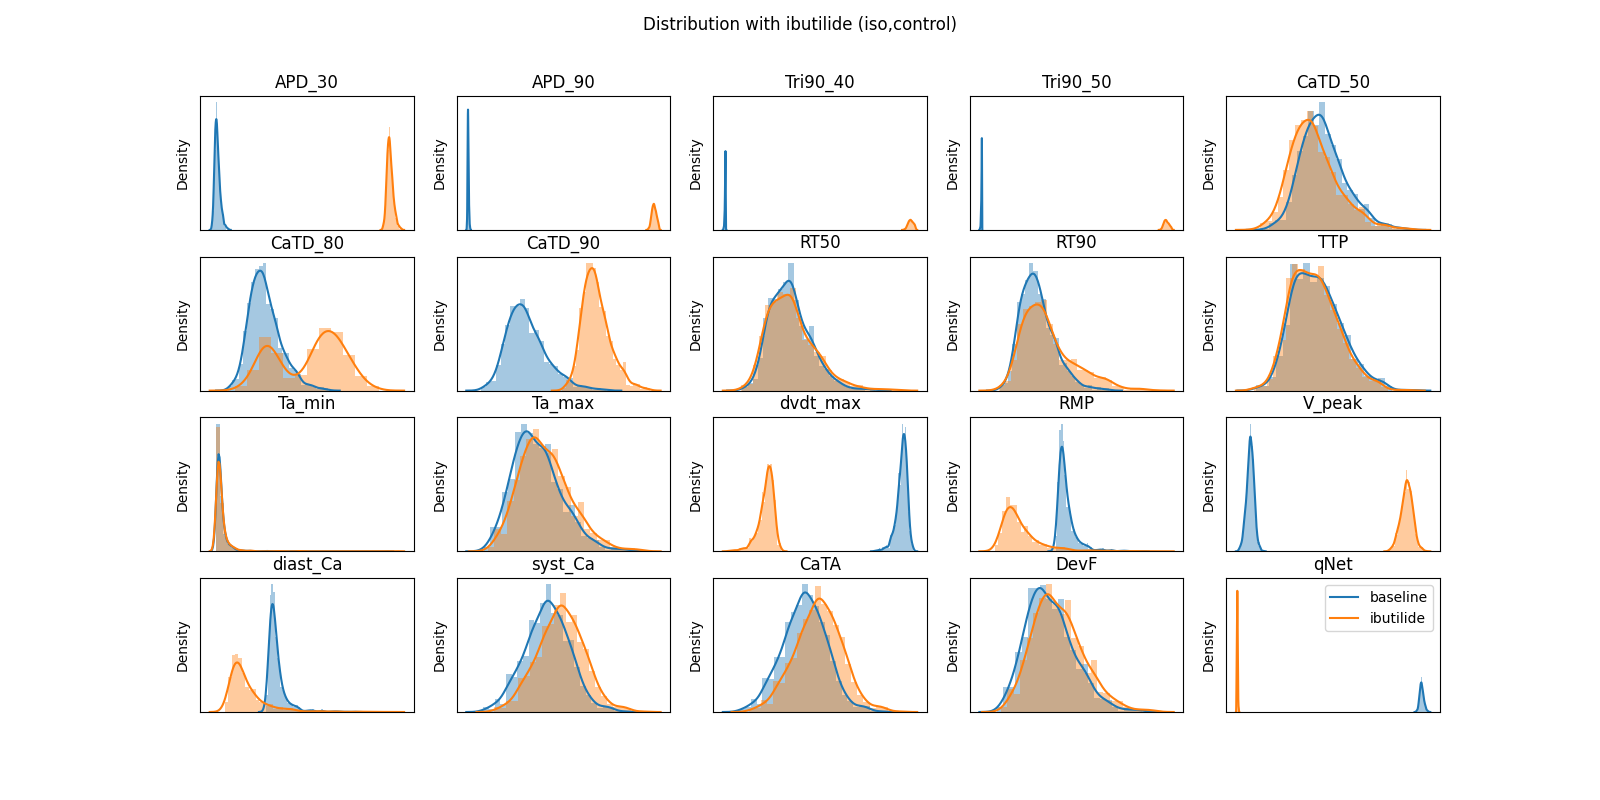 Distribution with ibutilide (iso,control)
APD_30
APD_90
Tri90_40
Tri90_50
CaTD_50
Density
Density
Density
Density
Density
CaTD_80
CaTD_90
RT50
RT90
TTP
Density
Density
Density
Density
Density
Ta_min
Ta_max
dvdt_max
RMP
V_peak
Density
Density
Density
Density
Density
diast_Ca
syst_Ca
CaTA
DevF
qNet
Density
Density
Density
Density
Density
baseline
ibutilide